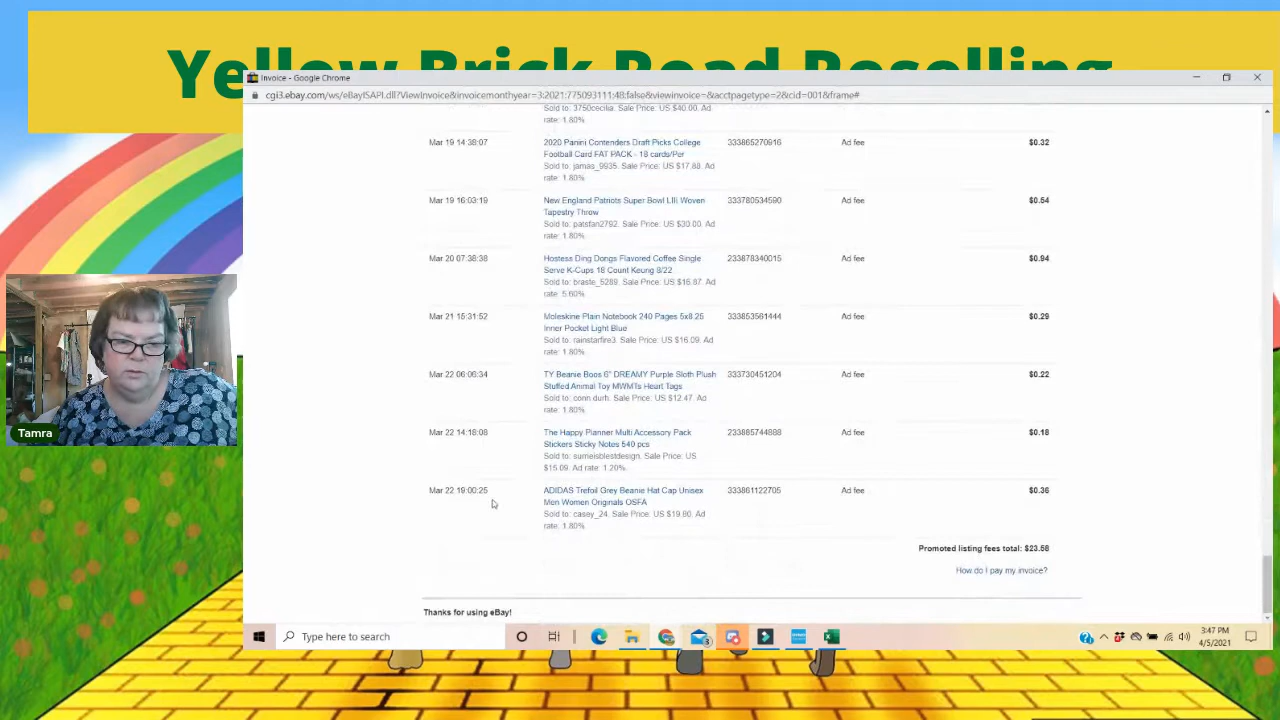 Yellow Brick Road Reselling
Invoice - Google Chrome
cgi3.ebay.com/ws/eBayISAPI.dll?ViewInvoice&invoicemonthyear=3:2021:775093111:48:false&viewinvoice=&acctpagetype=2&cid=001&frame#
Sold to: 3750cecilia. Sale Price: US $40.00. Ad
rate: 1.80%
Mar 19 14:38:07 2020 Panini Contenders Draft Picks College 333865270916 Ad fee $0.32
Football Card FAT PACK - 18 cards/Per
Sold to: jamas_9935. Sale Price: US $17.88. Ad
rate: 1.80%
Mar 19 16:03:19 New England Patriots Super Bowl LIII Woven 333780534590 Ad fee $0.54
Tapestry Throw
Sold to: patsfan2792. Sale Price: US $30.00. Ad
rate: 1.80%
Mar 20 07:38:38 Hostess Ding Dongs Flavored Coffee Single 233878340015 Ad fee $0.94
Serve K-Cups 18 Count Keurig 8/22
Sold to: braste_5289. Sale Price: US $16.87. Ad
rate: 5.60%
Mar 21 15:31:52 Moleskine Plain Notebook 240 Pages 5x8.25 333853561444 Ad fee $0.29
Inner Pocket Light Blue
Sold to: rainstarfire3. Sale Price: US $16.09. Ad
rate: 1.80%
Mar 22 06:06:34 TY Beanie Boos 6" DREAMY Purple Sloth Plush 333730451204 Ad fee $0.22
Stuffed Animal Toy MWMTs Heart Tags
Sold to: conn.durh. Sale Price: US $12.47. Ad
rate: 1.80%
Mar 22 14:18:08 The Happy Planner Multi Accessory Pack 333885744888 Ad fee $0.18
Stickers Sticky Notes 540 pcs
Sold to: sumeisblestdesign. Sale Price: US
$15.09. Ad rate: 1.20%
Mar 22 19:00:25 ADIDAS Trefoil Grey Beanie Hat Cap Unisex 333861122705 Ad fee $0.36
Men Women Originals OSFA
Sold to: casey_24. Sale Price: US $19.80. Ad
rate: 1.80%
Tamra
Promoted listing fees total: $23.58
How do I pay my invoice?
Thanks for using eBay!
Type here to search
3
3:47 PM
4/5/2021